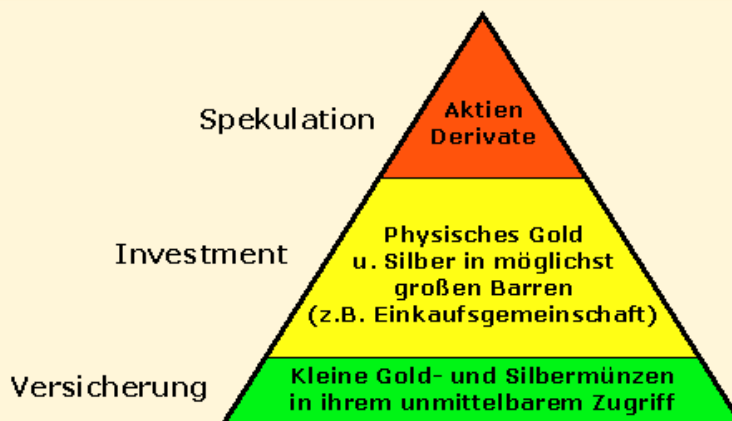 Spekulation
Aktien
Derivate
Investment
Physisches Gold
u. Silber in möglichst
großen Barren
(z.B. Einkaufsgemeinschaft)
Versicherung
Kleine Gold- und Silbermünzen
in ihrem unmittelbarem Zugriff